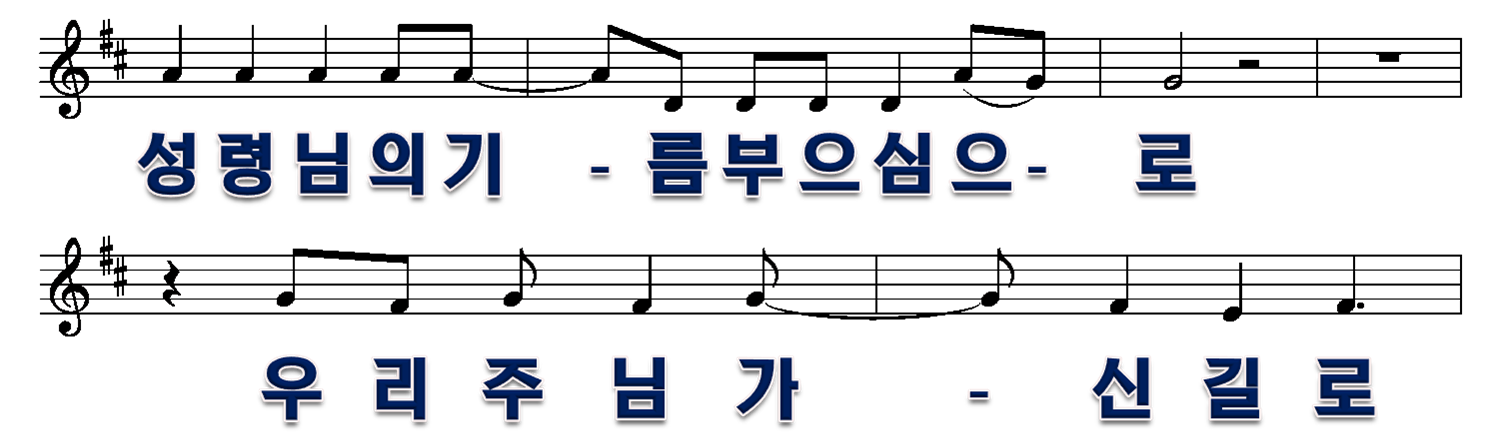 성령님의기 - 름부으심으- 로
우 리 주 님 가 - 신 길 로